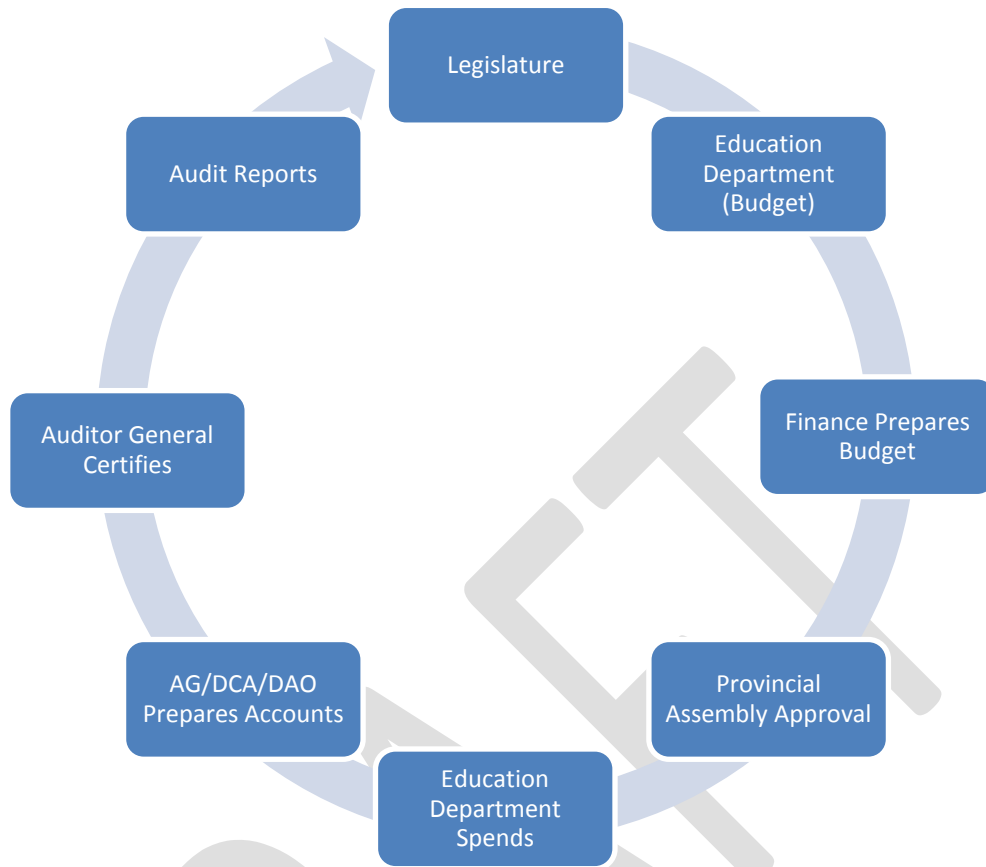 Legislature
Education
Department
(Budget)
Finance Prepares
Budget
Provincial
Assembly Approval
Education
Department
Spends
AG/DCA/DAO
Prepares Accounts
Auditor General
Certifies
Audit Reports